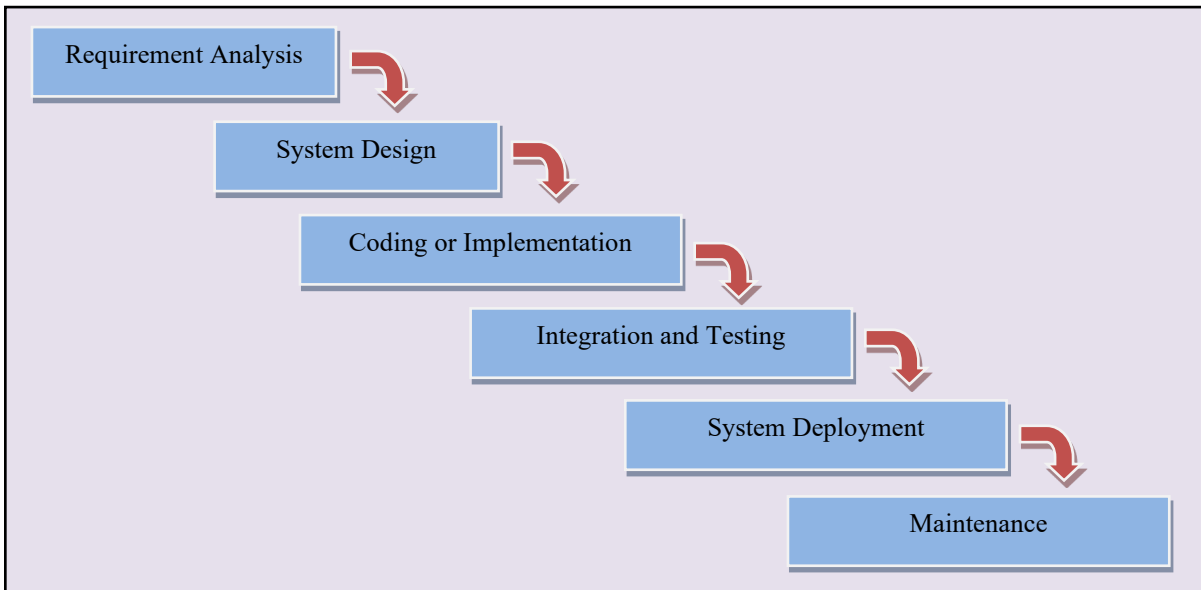 Requirement Analysis
System Design
Coding or Implementation
Integration and Testing
System Deployment
Maintenance